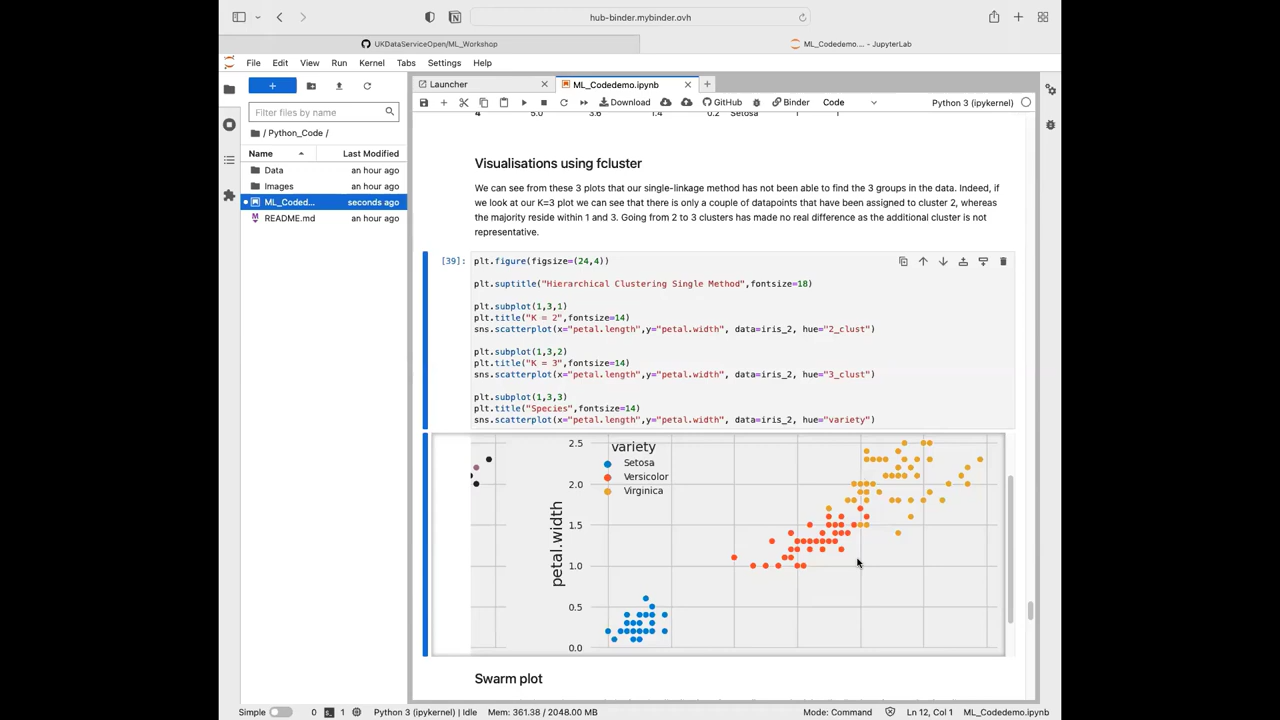 hub-binder.mybinder.ovh
UKDataServiceOpen/ML_Workshop
ML_Codedemo.... - JupyterLab
File Edit View Run Kernel Tabs Settings Help
Launcher
ML_Codedemo.ipynb
Download
GitHub
Binder
Code
Python 3 (ipykernel)
Filter files by name
/ Python_Code /
Name Last Modified
Data an hour ago
Images an hour ago
ML_Coded... seconds ago
README.md an hour ago
4 5.0 3.6 1.4 0.2 Setosa 1 1
Visualisations using fcluster
We can see from these 3 plots that our single-linkage method has not been able to find the 3 groups in the data. Indeed, if
we look at our K=3 plot we can see that there is only a couple of datapoints that have been assigned to cluster 2, whereas
the majority reside within 1 and 3. Going from 2 to 3 clusters has made no real difference as the additional cluster is not
representative.
[39]:
plt.figure(figsize=(24,4))
plt.suptitle("Hierarchical Clustering Single Method",fontsize=18)
plt.subplot(1,3,1)
plt.title("K = 2",fontsize=14)
sns.scatterplot(x="petal.length",y="petal.width", data=iris_2, hue="2_clust")
plt.subplot(1,3,2)
plt.title("K = 3",fontsize=14)
sns.scatterplot(x="petal.length",y="petal.width", data=iris_2, hue="3_clust")
plt.subplot(1,3,3)
plt.title("Species",fontsize=14)
sns.scatterplot(x="petal.length",y="petal.width", data=iris_2, hue="variety")
variety
Setosa
Versicolor
Virginica
petal.width
2.5
2.0
1.5
1.0
0.5
0.0
Swarm plot
Simple 0 1 Python 3 (ipykernel) | Idle Mem: 361.38 / 2048.00 MB Mode: Command Ln 12, Col 1 ML_Codedemo.ipynb